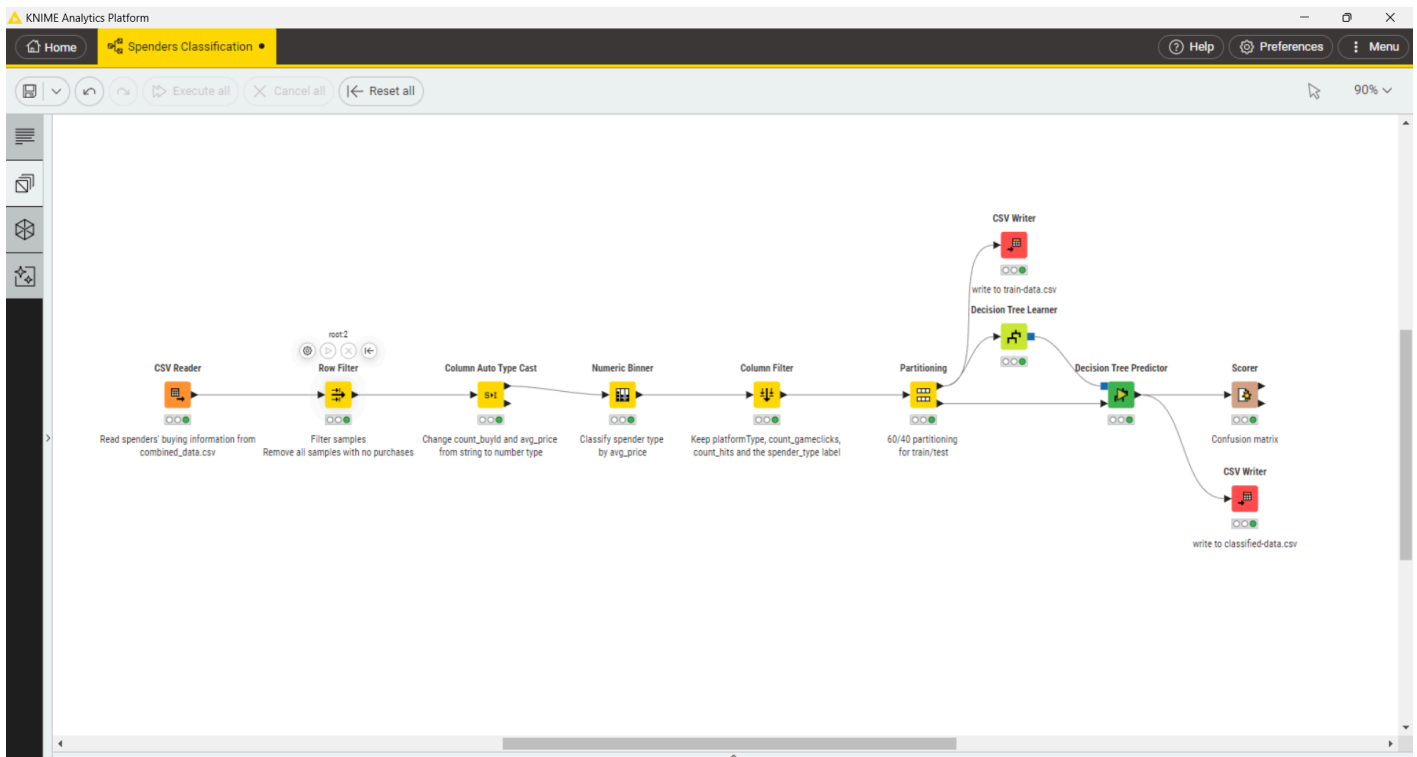 KNIME Analytics Platform
Home
Spenders Classification
Help
Preferences
Menu
Execute all
Cancel all
Reset all
90%
CSV Writer
write to train-data.csv
Decision Tree Learner
root:2
CSV Reader
Row Filter
Column Auto Type Cast
Numeric Binner
Column Filter
Partitioning
Decision Tree Predictor
Scorer
S▸I
Read spenders' buying information from
combined_data.csv
Filter samples
Remove all samples with no purchases
Change count_buyId and avg_price
from string to number type
Classify spender type
by avg_price
Keep platformType, count_gameclicks,
count_hits and the spender_type label
60/40 partitioning
for train/test
Confusion matrix
CSV Writer
write to classified-data.csv